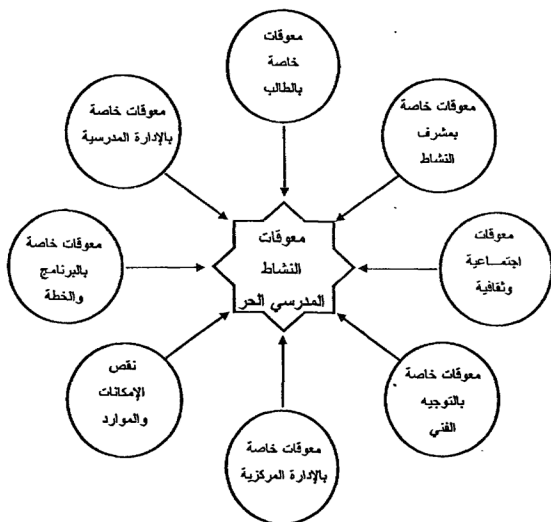 معوقات
خاصة
بالطالب
معوقات خاصة
بمشرف
النشاط
معوقات
اجتمـــاعية
وثقافية
معوقات خاصة
بالتوجيه
الفني
معوقات خاصة
بالإدارة المركزية
نقص
الإمكانات
والموارد
معوقات خاصة
بالبرنامج
والخطة
معوقات خاصة
بالإدارة المدرسية
معوقات
النشاط
المدرسي الحر